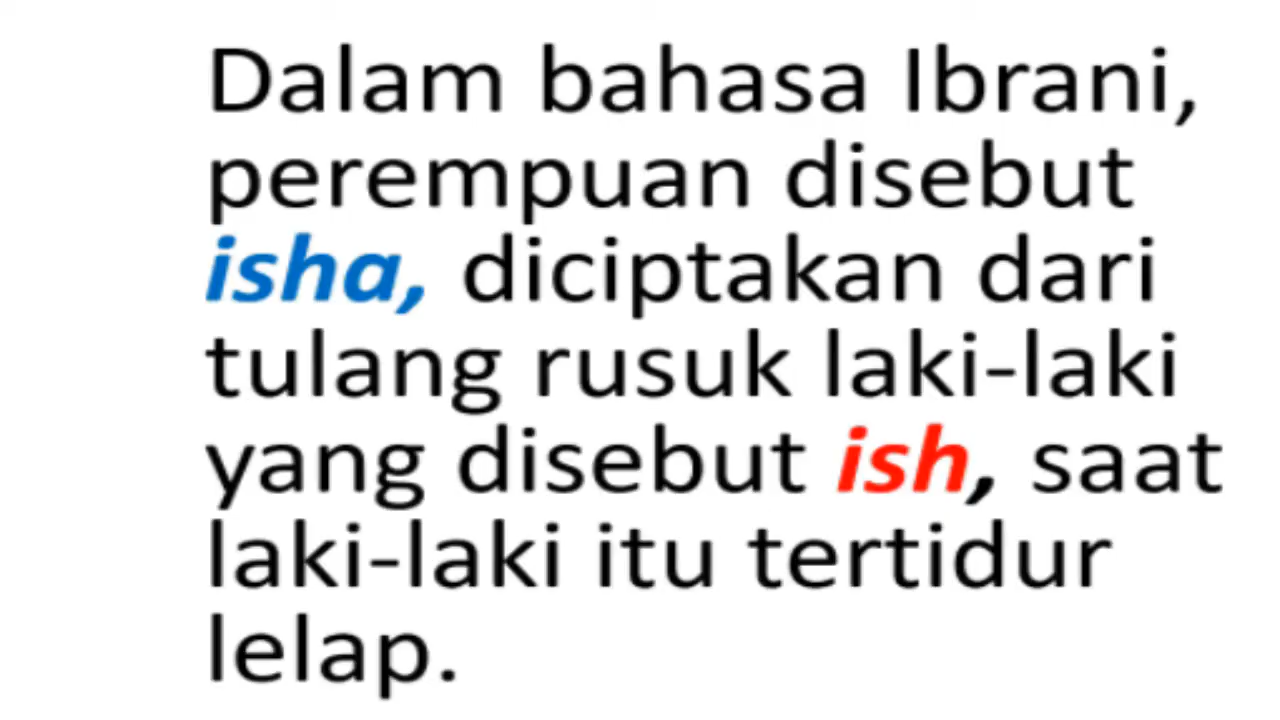 Dalam bahasa Ibrani,
perempuan disebut
isha, diciptakan dari
tulang rusuk laki-laki
yang disebut ish, saat
laki-laki itu tertidur
lelap.